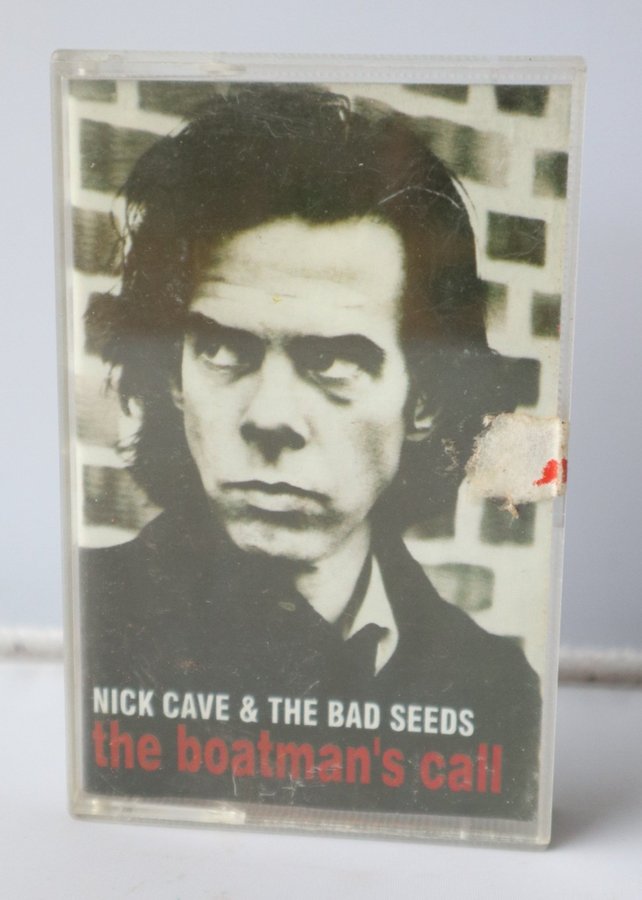 NICK CAVE & THE BAD SEEDS
the boatman's call